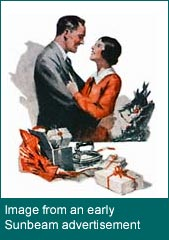 Image from an early
Sunbeam advertisement